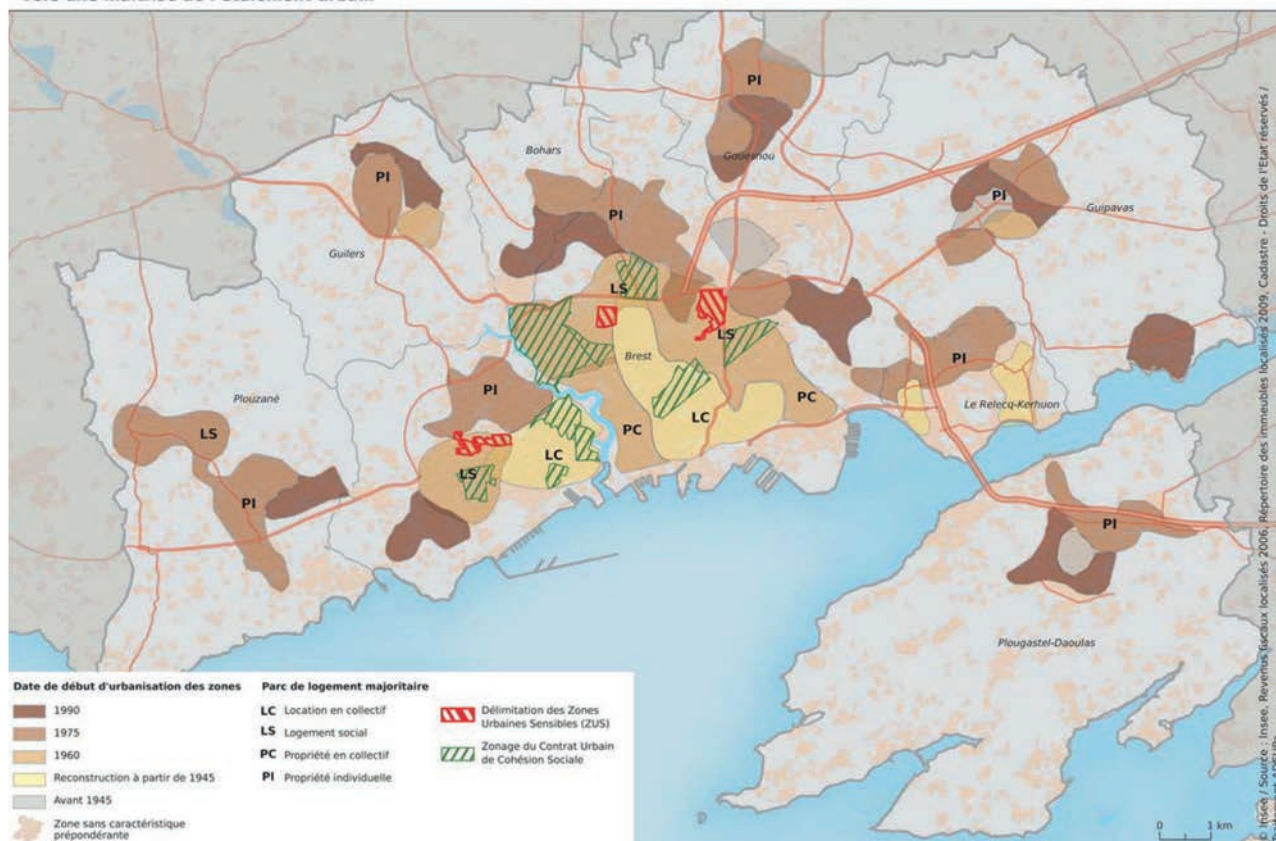 Bohars
Gouesnou
Guipavas
Guilers
Plouzané
Brest
Le Relecq-Kerhuon
Plougastel-Daoulas
PI
PI
PI
PI
LS
LS
PI
PI
LS
PC
LC
PC
LC
LS
PI
PI
Date de début d'urbanisation des zones
1990
1975
1960
Reconstruction à partir de 1945
Avant 1945
Zone sans caractéristique
prépondérante
Parc de logement majoritaire
LC Location en collectif
LS Logement social
PC Propriété en collectif
PI Propriété individuelle
Délimitation des Zones
Urbaines Sensibles (ZUS)
Zonage du Contrat Urbain
de Cohésion Sociale
0 1 km
© Insee / Source : Insee, Revenus fiscaux localisés 2006, Répertoire des immeubles localisés 2009, Cadastre - Droits de l'Etat réservés /